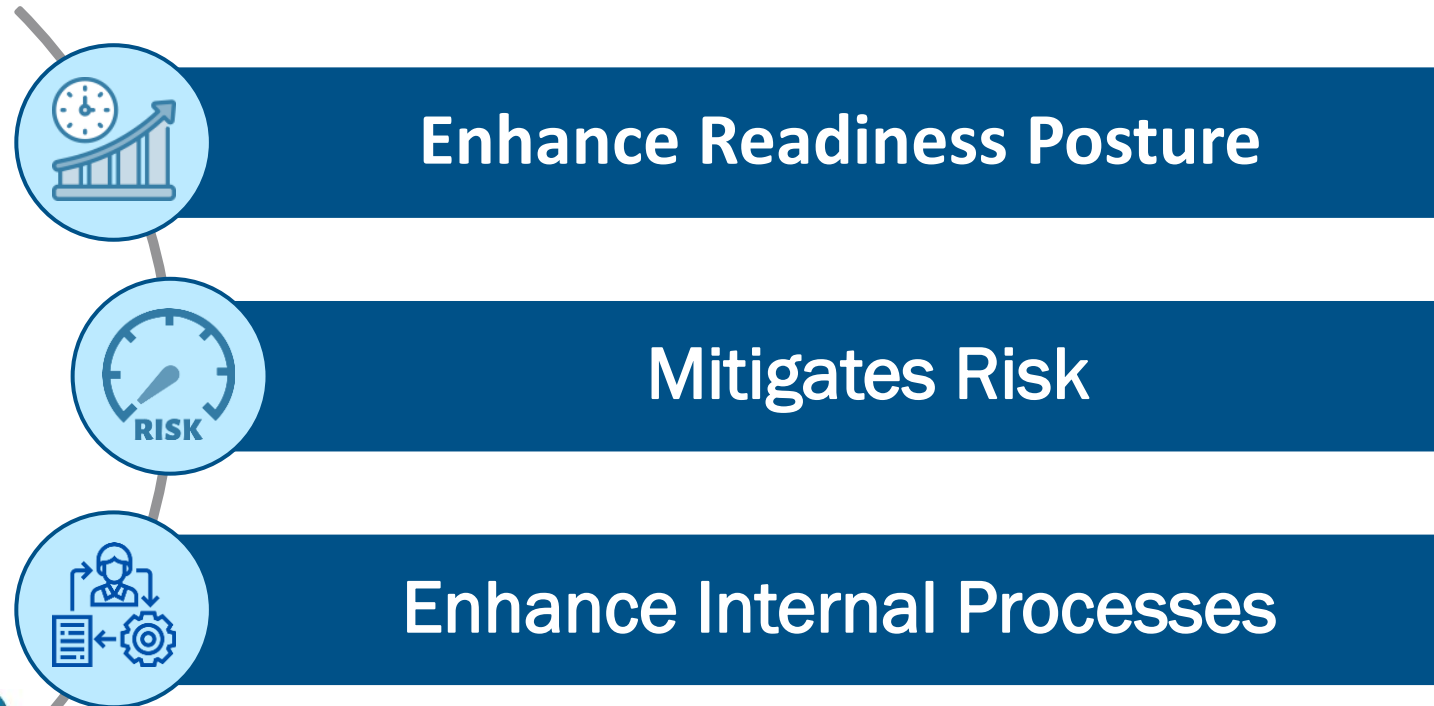 Enhance Readiness Posture
Mitigates Risk
RISK
Enhance Internal Processes